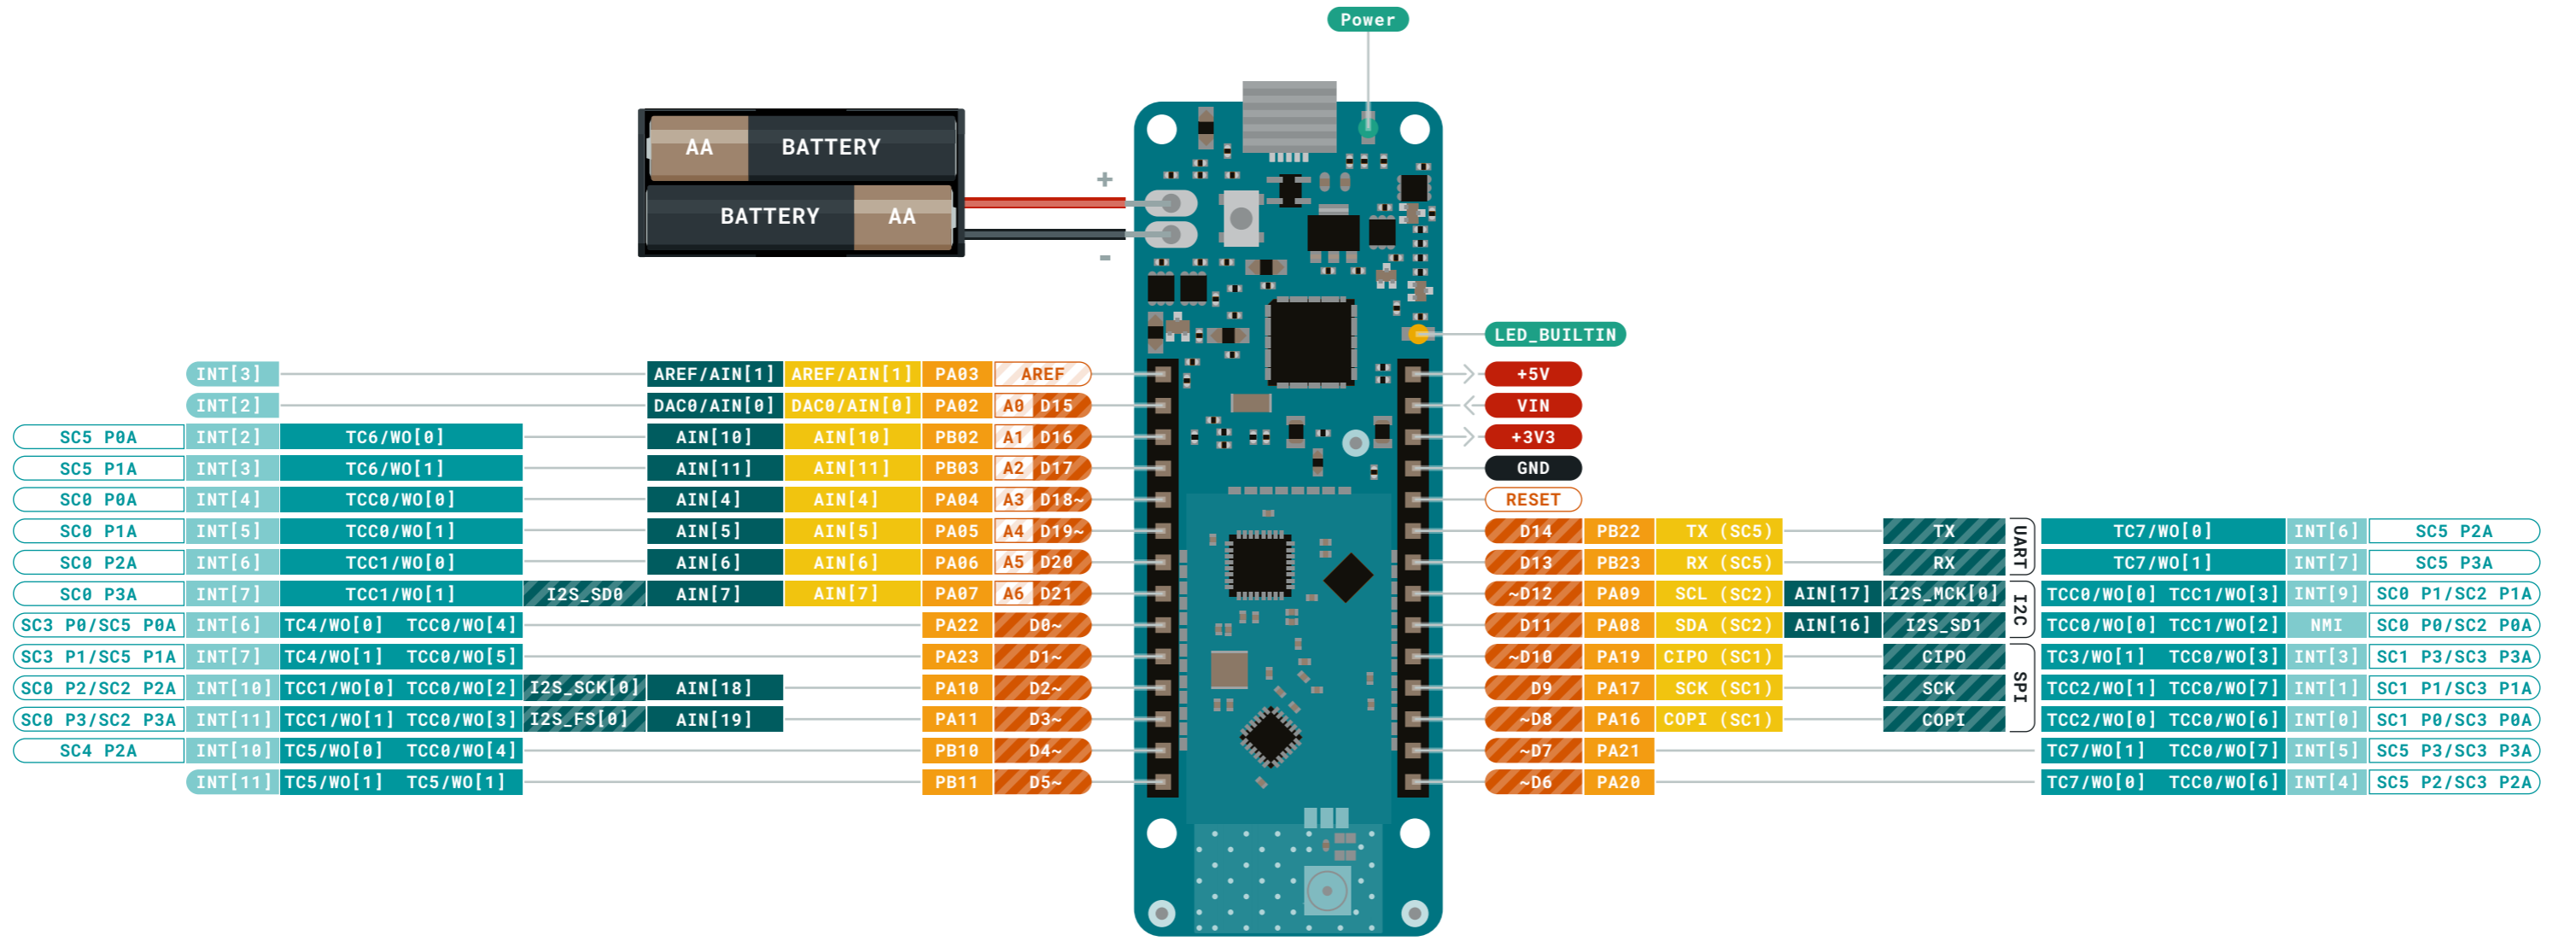 Power
AA BATTERY
+
BATTERY AA
-
LED_BUILTIN
INT[3] AREF/AIN[1] AREF/AIN[1] PA03 AREF +5V
INT[2] DAC0/AIN[0] DAC0/AIN[0] PA02 A0 D15 VIN
SC5 P0A INT[2] TC6/WO[0] AIN[10] AIN[10] PB02 A1 D16 +3V3
SC5 P1A INT[3] TC6/WO[1] AIN[11] AIN[11] PB03 A2 D17 GND
SC0 P0A INT[4] TCC0/WO[0] AIN[4] AIN[4] PA04 A3 D18~ RESET
SC0 P1A INT[5] TCC0/WO[1] AIN[5] AIN[5] PA05 A4 D19~ D14 PB22 TX (SC5) TX TC7/WO[0] INT[6] SC5 P2A
UART
SC0 P2A INT[6] TCC1/WO[0] AIN[6] AIN[6] PA06 A5 D20 D13 PB23 RX (SC5) RX TC7/WO[1] INT[7] SC5 P3A
SC0 P3A INT[7] TCC1/WO[1] I2S_SD0 AIN[7] AIN[7] PA07 A6 D21 ~D12 PA09 SCL (SC2) AIN[17] I2S_MCK[0] TCC0/WO[0] TCC1/WO[3] INT[9] SC0 P1/SC2 P1A
I2C
SC3 P0/SC5 P0A INT[6] TC4/WO[0] TCC0/WO[4] PA22 D0~ D11 PA08 SDA (SC2) AIN[16] I2S_SD1 TCC0/WO[0] TCC1/WO[2] NMI SC0 P0/SC2 P0A
SC3 P1/SC5 P1A INT[7] TC4/WO[1] TCC0/WO[5] PA23 D1~ ~D10 PA19 CIPO (SC1) CIPO TC3/WO[1] TCC0/WO[3] INT[3] SC1 P3/SC3 P3A
SC0 P2/SC2 P2A INT[10] TCC1/WO[0] TCC0/WO[2] I2S_SCK[0] AIN[18] PA10 D2~ D9 PA17 SCK (SC1) SCK TCC2/WO[1] TCC0/WO[7] INT[1] SC1 P1/SC3 P1A
SPI
SC0 P3/SC2 P3A INT[11] TCC1/WO[1] TCC0/WO[3] I2S_FS[0] AIN[19] PA11 D3~ ~D8 PA16 COPI (SC1) COPI TCC2/WO[0] TCC0/WO[6] INT[0] SC1 P0/SC3 P0A
SC4 P2A INT[10] TC5/WO[0] TCC0/WO[4] PB10 D4~ ~D7 PA21 TC7/WO[1] TCC0/WO[7] INT[5] SC5 P3/SC3 P3A
INT[11] TC5/WO[1] TC5/WO[1] PB11 D5~ ~D6 PA20 TC7/WO[0] TCC0/WO[6] INT[4] SC5 P2/SC3 P2A